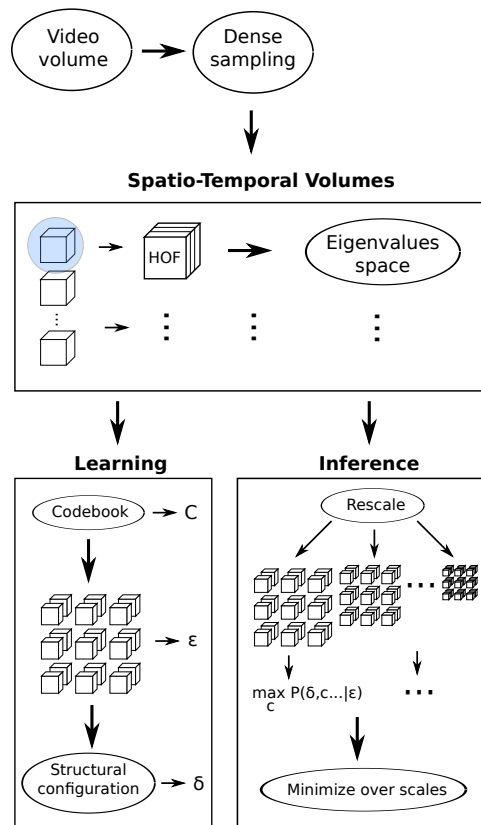 Video
volume
Dense
sampling
Spatio-Temporal Volumes
HOF
Eigenvalues
space
Learning
Codebook
C
ε
Structural
configuration
δ
Inference
Rescale
max P(δ,c...|ε)
c
Minimize over scales